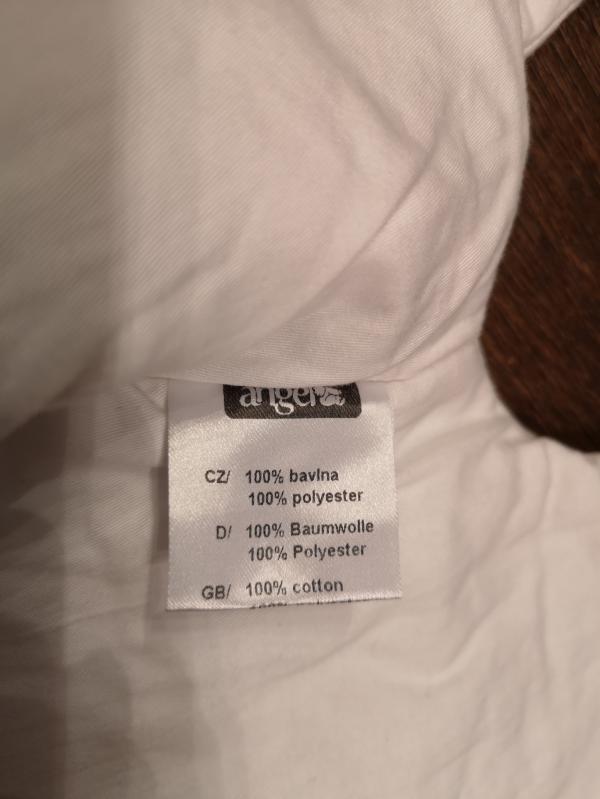 angel
CZ/ 100% bavlna
100% polyester
D/ 100% Baumwolle
100% Polyester
GB/ 100% cotton